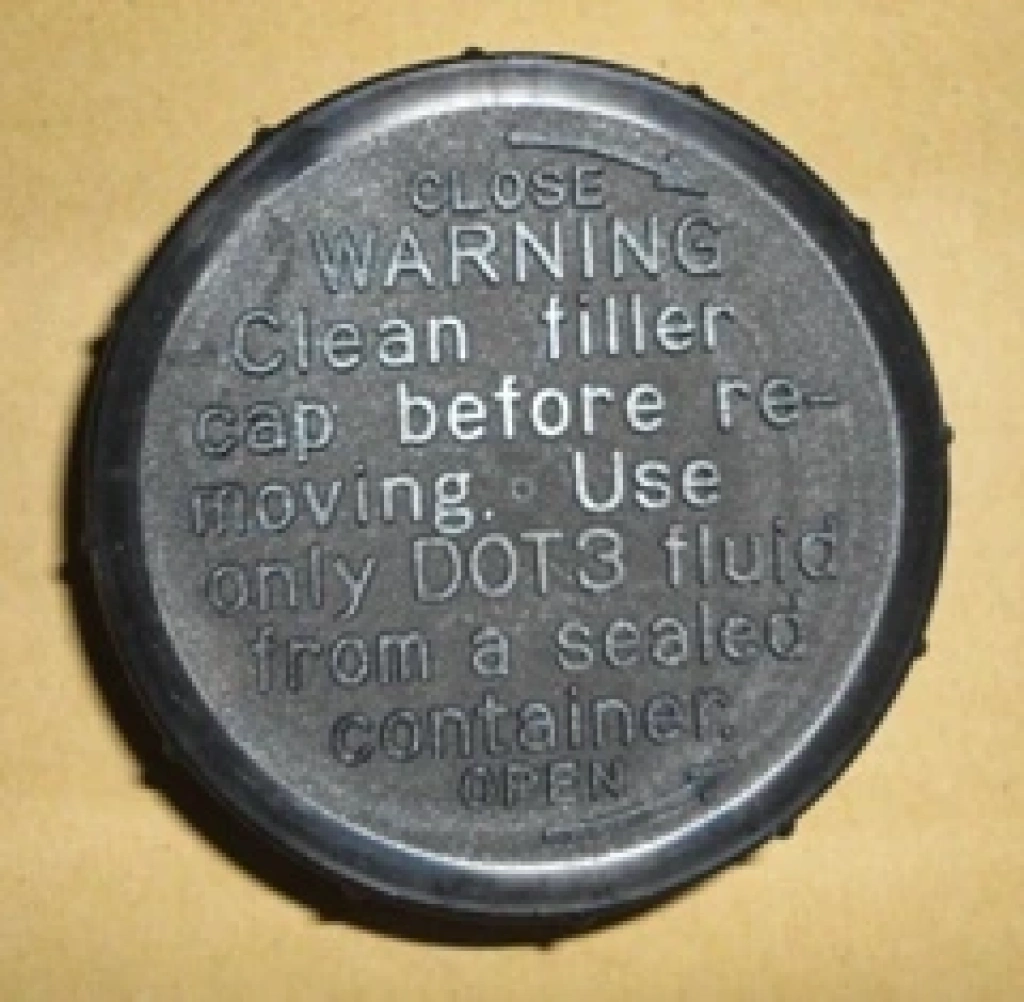 CLOSE
WARNING
Clean filler
cap before re-
moving. Use
only DOT3 fluid
from a sealed
container.
OPEN